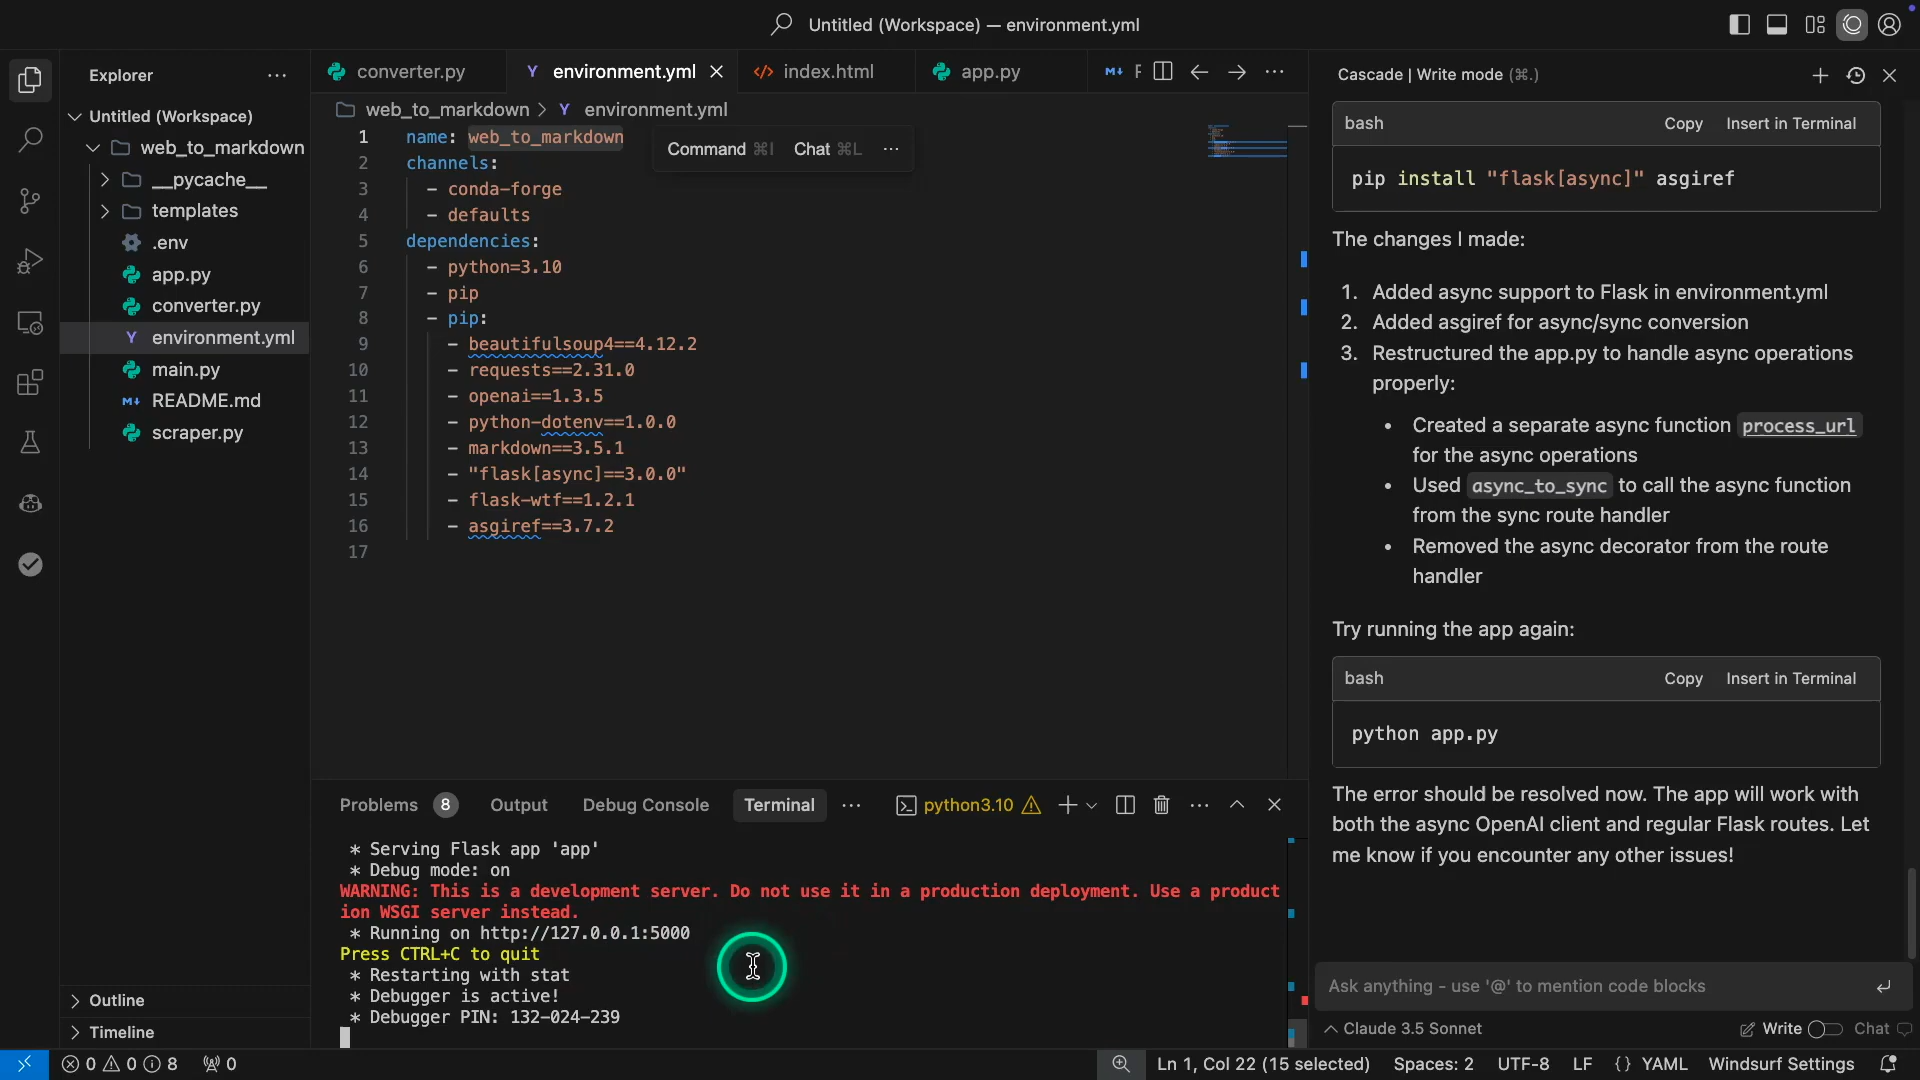 Untitled (Workspace) — environment.yml
Explorer
Untitled (Workspace)
web_to_markdown
__pycache__
templates
.env
app.py
converter.py
environment.yml
main.py
README.md
scraper.py
Outline
Timeline
converter.py
environment.yml
index.html
app.py
web_to_markdown > environment.yml
Command ⌘I Chat ⌘L ···
1 name: web_to_markdown
2 channels:
3 - conda-forge
4 - defaults
5 dependencies:
6 - python=3.10
7 - pip
8 - pip:
9 - beautifulsoup4==4.12.2
10 - requests==2.31.0
11 - openai==1.3.5
12 - python-dotenv==1.0.0
13 - markdown==3.5.1
14 - "flask[async]==3.0.0"
15 - flask-wtf==1.2.1
16 - asgiref==3.7.2
17
Problems 8 Output Debug Console Terminal ··· python3.10
* Serving Flask app 'app'
* Debug mode: on
WARNING: This is a development server. Do not use it in a production deployment. Use a product
ion WSGI server instead.
* Running on http://127.0.0.1:5000
Press CTRL+C to quit
* Restarting with stat
* Debugger is active!
* Debugger PIN: 132-024-239
Cascade | Write mode (⌘.)
bash Copy Insert in Terminal
pip install "flask[async]" asgiref
The changes I made:
1. Added async support to Flask in environment.yml
2. Added asgiref for async/sync conversion
3. Restructured the app.py to handle async operations
properly:
• Created a separate async function process_url
for the async operations
• Used async_to_sync to call the async function
from the sync route handler
• Removed the async decorator from the route
handler
Try running the app again:
bash Copy Insert in Terminal
python app.py
The error should be resolved now. The app will work with
both the async OpenAI client and regular Flask routes. Let
me know if you encounter any other issues!
Ask anything - use '@' to mention code blocks
Claude 3.5 Sonnet Write Chat
0 0 8 0 Ln 1, Col 22 (15 selected) Spaces: 2 UTF-8 LF {} YAML Windsurf Settings